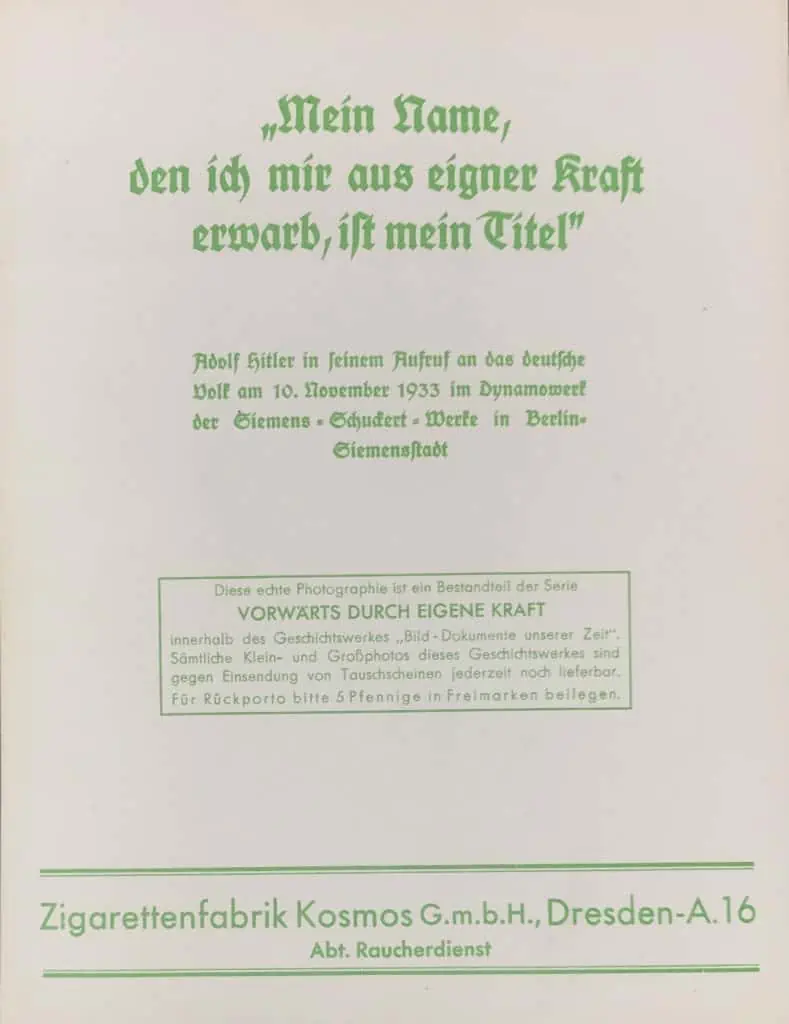 „Mein Name,
den ich mir aus eigner Kraft
erwarb, ist mein Titel"
Adolf Hitler in seinem Aufruf an das deutsche
Volk am 10. November 1933 im Dynamowerk
der Siemens-Schuckert-Werke in Berlin-
Siemensstadt
Diese echte Photographie ist ein Bestandteil der Serie
VORWÄRTS DURCH EIGENE KRAFT
innerhalb des Geschichtswerkes „Bild-Dokumente unserer Zeit".
Sämtliche Klein- und Großphotos dieses Geschichtswerkes sind
gegen Einsendung von Tauschscheinen jederzeit noch lieferbar.
Für Rückporto bitte 5 Pfennige in Freimarken beilegen.
Zigarettenfabrik Kosmos G.m.b.H., Dresden-A.16
Abt. Raucherdienst